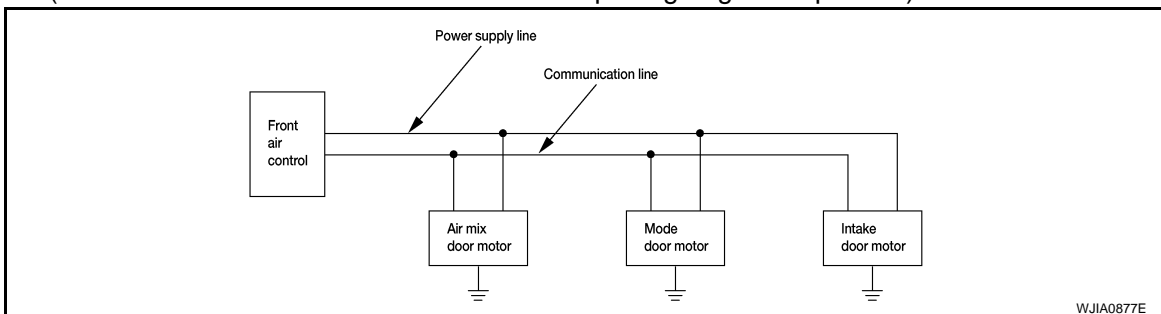 Power supply line
Communication line
Front
air
control
Air mix
door motor
Mode
door motor
Intake
door motor
WJIA0877E